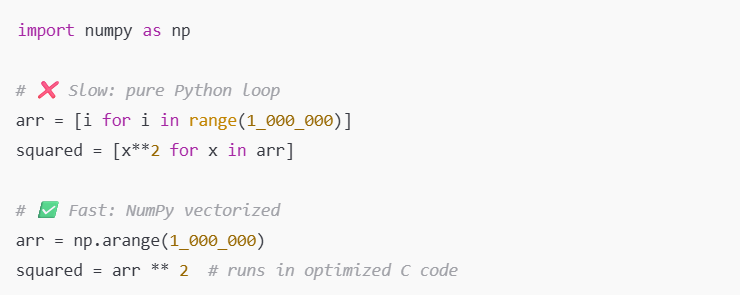 import numpy as np
# ❌ Slow: pure Python loop
arr = [i for i in range(1_000_000)]
squared = [x**2 for x in arr]
# ✅ Fast: NumPy vectorized
arr = np.arange(1_000_000)
squared = arr ** 2  # runs in optimized C code